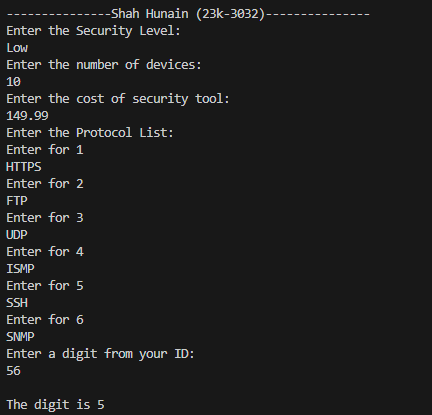 ---------------Shah Hunain (23k-3032)---------------
Enter the Security Level:
Low
Enter the number of devices:
10
Enter the cost of security tool:
149.99
Enter the Protocol List:
Enter for 1
HTTPS
Enter for 2
FTP
Enter for 3
UDP
Enter for 4
ISMP
Enter for 5
SSH
Enter for 6
SNMP
Enter a digit from your ID:
56
The digit is 5